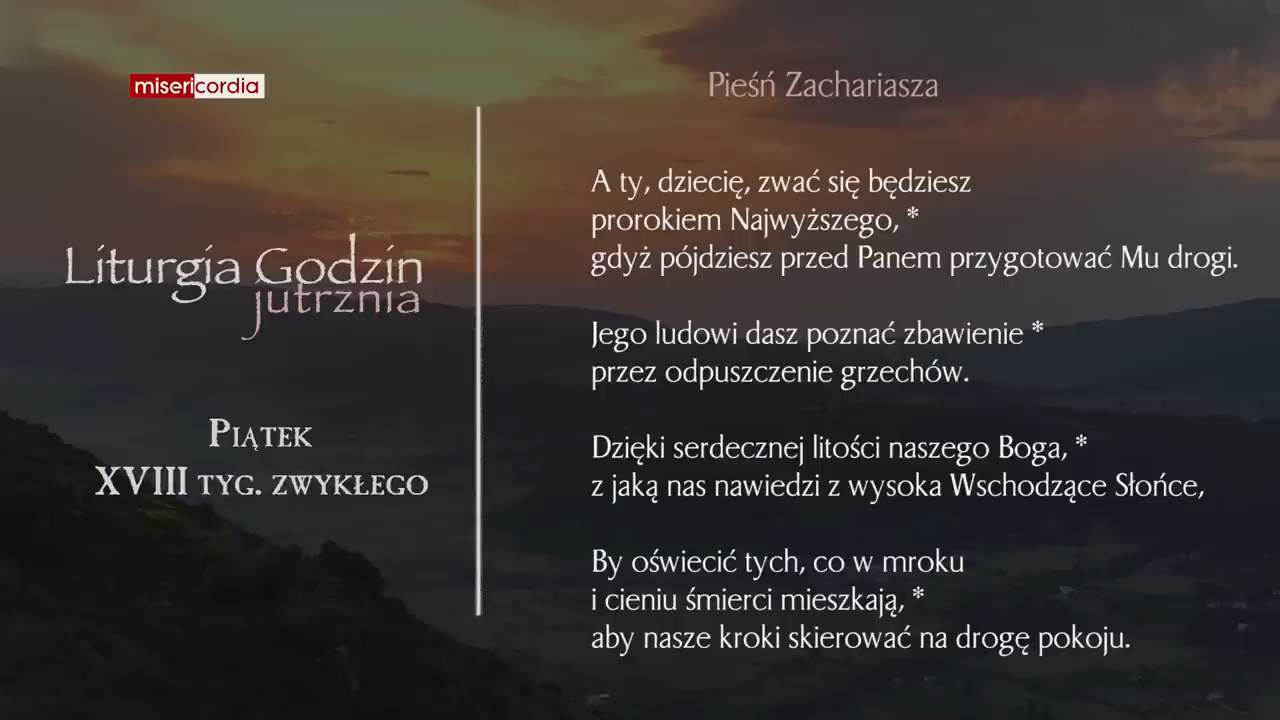 misericordia
Liturgia Godzin
jutrznia
Piątek
XVIII tyg. zwykłego
Pieśń Zachariasza
A ty, dziecię, zwać się będziesz
prorokiem Najwyższego, *
gdyż pójdziesz przed Panem przygotować Mu drogi.
Jego ludowi dasz poznać zbawienie *
przez odpuszczenie grzechów.
Dzięki serdecznej litości naszego Boga, *
z jaką nas nawiedzi z wysoka Wschodzące Słońce,
By oświecić tych, co w mroku
i cieniu śmierci mieszkają, *
aby nasze kroki skierować na drogę pokoju.